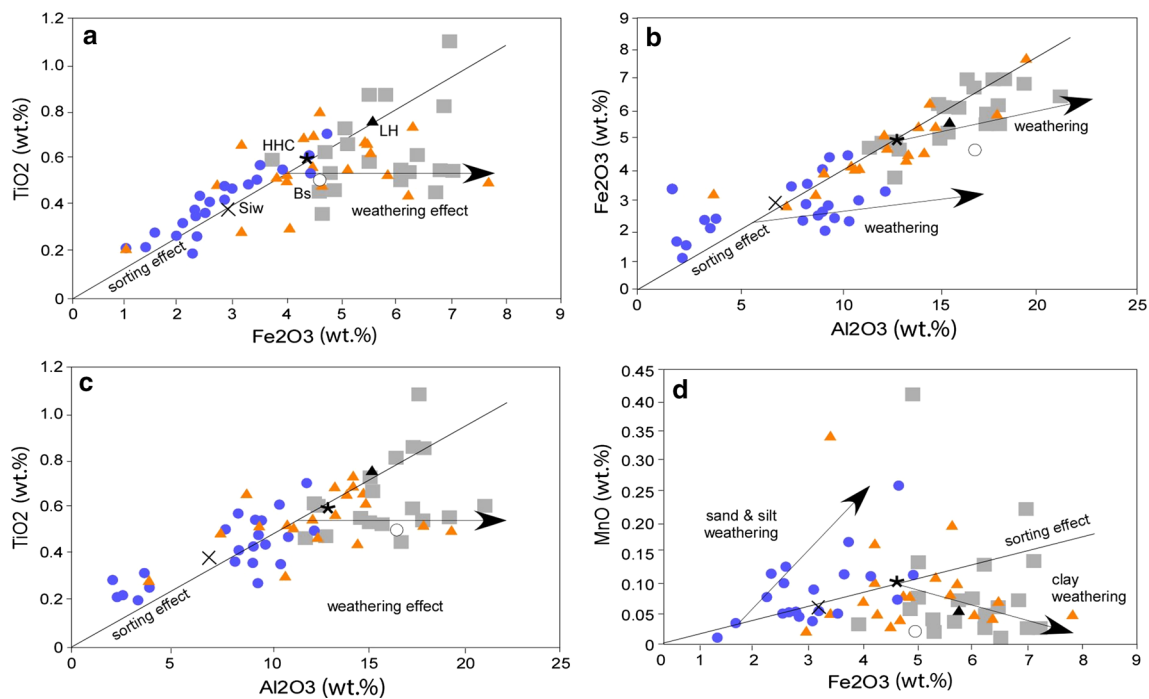 a
TiO2 (wt.%)
1.2
1.0
0.8
0.6
0.4
0.2
0
HHC
LH
Bs
Siw
weathering effect
sorting effect
1 2 3 4 5 6 7 8 9
Fe2O3 (wt.%)
b
Fe2O3 (wt.%)
9
8
7
6
5
4
3
2
1
0
weathering
weathering
sorting effect
0 5 10 15 20 25
Al2O3 (wt.%)
c
TiO2 (wt.%)
1.2
1.0
0.8
0.6
0.4
0.2
0
sorting effect
weathering effect
0 5 10 15 20 25
Al2O3 (wt.%)
d
MnO (wt.%)
0.45
0.40
0.35
0.30
0.25
0.20
0.15
0.10
0.05
0
sand & silt
weathering
sorting effect
clay
weathering
0 1 2 3 4 5 6 7 8 9
Fe2O3 (wt.%)